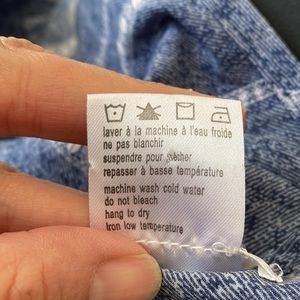 laver à la machine à l'eau froide
ne pas blanchir
suspendre pour sécher
repasser à basse température
machine wash cold water
do not bleach
hang to dry
iron low temperature